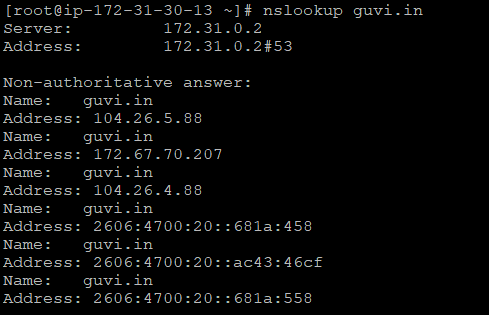 [root@ip-172-31-30-13 ~]# nslookup guvi.in
Server:         172.31.0.2
Address:        172.31.0.2#53

Non-authoritative answer:
Name:   guvi.in
Address: 104.26.5.88
Name:   guvi.in
Address: 172.67.70.207
Name:   guvi.in
Address: 104.26.4.88
Name:   guvi.in
Address: 2606:4700:20::681a:458
Name:   guvi.in
Address: 2606:4700:20::ac43:46cf
Name:   guvi.in
Address: 2606:4700:20::681a:558